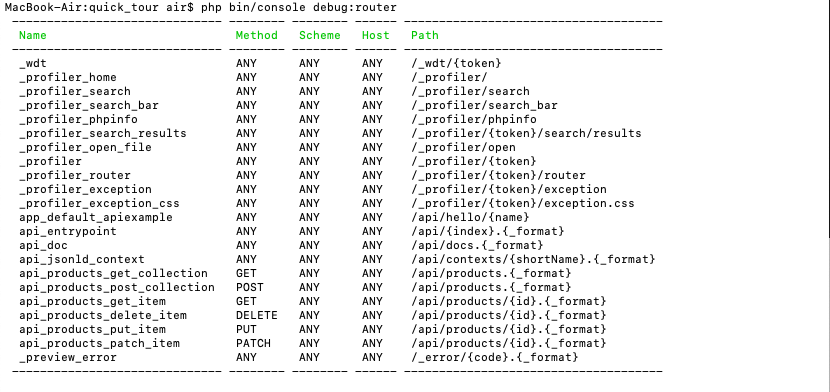 MacBook-Air:quick_tour air$ php bin/console debug:router
Name Method Scheme Host Path
_wdt ANY ANY ANY /_wdt/{token}
_profiler_home ANY ANY ANY /_profiler/
_profiler_search ANY ANY ANY /_profiler/search
_profiler_search_bar ANY ANY ANY /_profiler/search_bar
_profiler_phpinfo ANY ANY ANY /_profiler/phpinfo
_profiler_search_results ANY ANY ANY /_profiler/{token}/search/results
_profiler_open_file ANY ANY ANY /_profiler/open
_profiler ANY ANY ANY /_profiler/{token}
_profiler_router ANY ANY ANY /_profiler/{token}/router
_profiler_exception ANY ANY ANY /_profiler/{token}/exception
_profiler_exception_css ANY ANY ANY /_profiler/{token}/exception.css
app_default_apiexample ANY ANY ANY /api/hello/{name}
api_entrypoint ANY ANY ANY /api/{index}.{_format}
api_doc ANY ANY ANY /api/docs.{_format}
api_jsonld_context ANY ANY ANY /api/contexts/{shortName}.{_format}
api_products_get_collection GET ANY ANY /api/products.{_format}
api_products_post_collection POST ANY ANY /api/products.{_format}
api_products_get_item GET ANY ANY /api/products/{id}.{_format}
api_products_delete_item DELETE ANY ANY /api/products/{id}.{_format}
api_products_put_item PUT ANY ANY /api/products/{id}.{_format}
api_products_patch_item PATCH ANY ANY /api/products/{id}.{_format}
_preview_error ANY ANY ANY /_error/{code}.{_format}